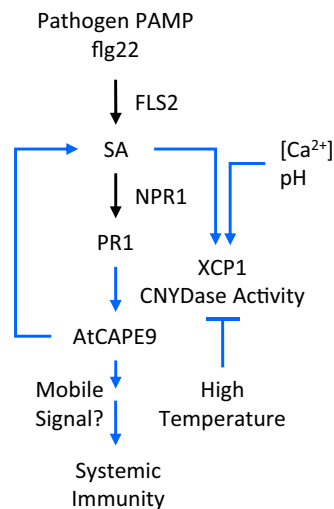 Pathogen PAMP
flg22
FLS2
SA
[Ca²⁺]
pH
NPR1
PR1
XCP1
CNYDase Activity
AtCAPE9
Mobile
Signal?
High
Temperature
Systemic
Immunity